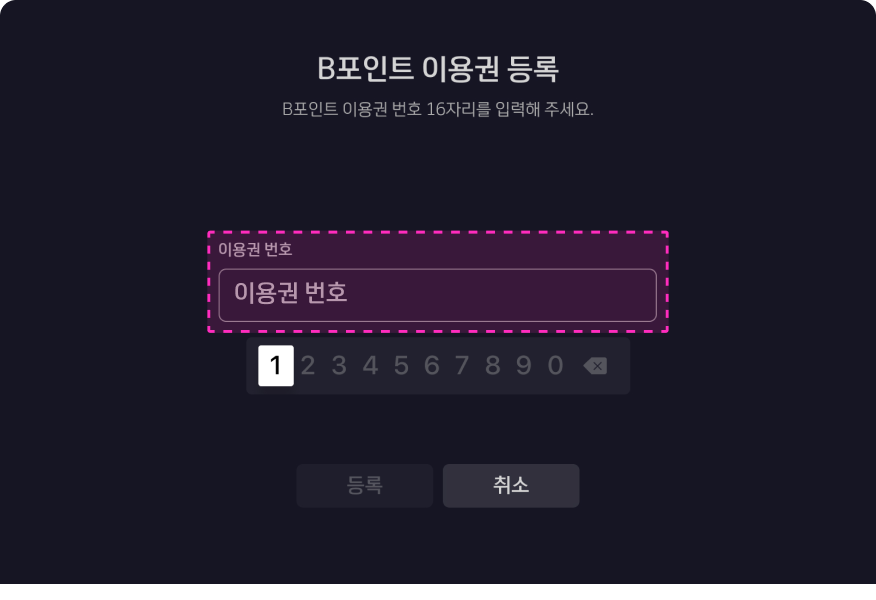 B포인트 이용권 등록
B포인트 이용권 번호 16자리를 입력해 주세요.
이용권 번호
이용권 번호
1 2 3 4 5 6 7 8 9 0
등록 취소